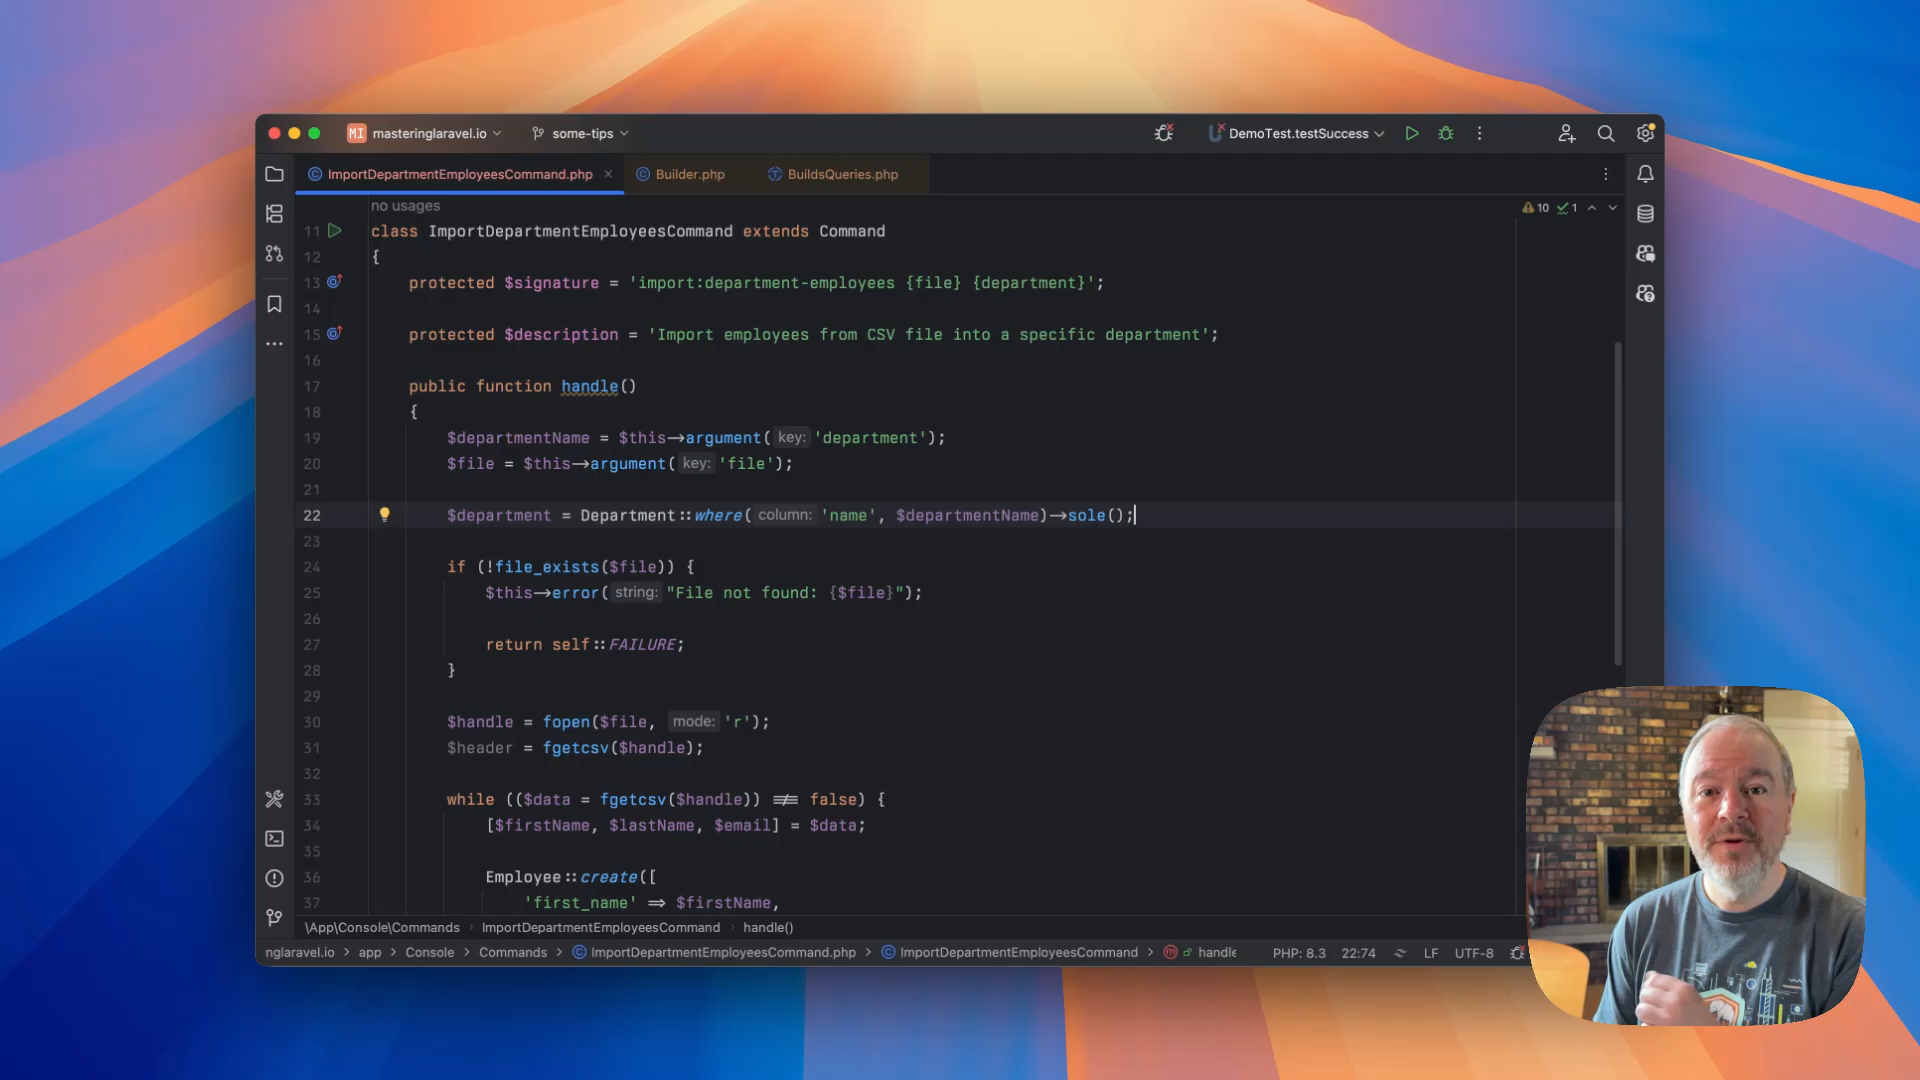 MI masteringlaravel.io some-tips DemoTest.testSuccess
ImportDepartmentEmployeesCommand.php Builder.php BuildsQueries.php
no usages 10 1
11 class ImportDepartmentEmployeesCommand extends Command
12 {
13 protected $signature = 'import:department-employees {file} {department}';
14
15 protected $description = 'Import employees from CSV file into a specific department';
16
17 public function handle()
18 {
19 $departmentName = $this->argument( key: 'department');
20 $file = $this->argument( key: 'file');
21
22 $department = Department::where( column: 'name', $departmentName)->sole();
23
24 if (!file_exists($file)) {
25 $this->error( string: "File not found: {$file}");
26
27 return self::FAILURE;
28 }
29
30 $handle = fopen($file, mode: 'r');
31 $header = fgetcsv($handle);
32
33 while (($data = fgetcsv($handle)) !== false) {
34 [$firstName, $lastName, $email] = $data;
35
36 Employee::create([
37 'first_name' => $firstName,
\App\Console\Commands › ImportDepartmentEmployeesCommand › handle()
nglaravel.io › app › Console › Commands › ImportDepartmentEmployeesCommand.php › ImportDepartmentEmployeesCommand › handle PHP: 8.3 22:74 LF UTF-8